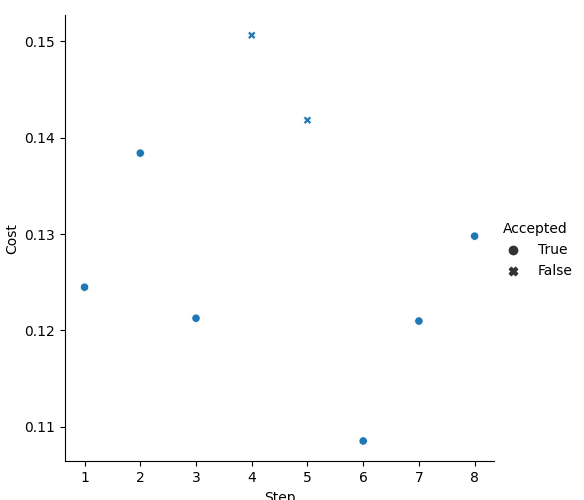 0.15
0.14
0.13
0.12
0.11
Cost
1 2 3 4 5 6 7 8
Step
Accepted
True
False